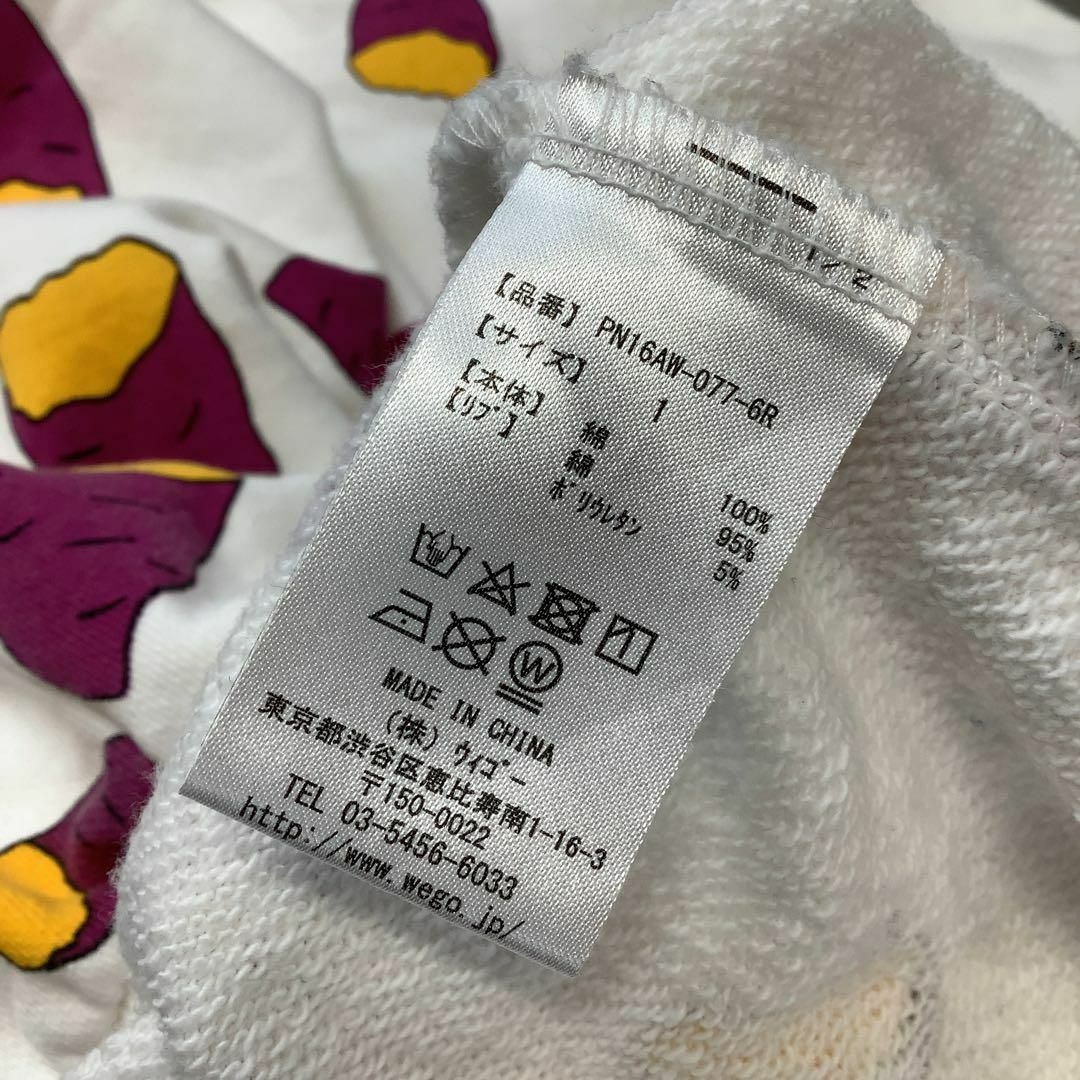 1/2
【品番】 PN16AW-077-6R
【サイズ】 1
【本体】 綿 100%
【リブ】 綿 95%
ポリウレタン 5%
W
MADE IN CHINA
(株) ウィゴー
東京都渋谷区恵比寿南1-16-3
〒150-0022
TEL 03-5456-6033
http://www.wego.jp/